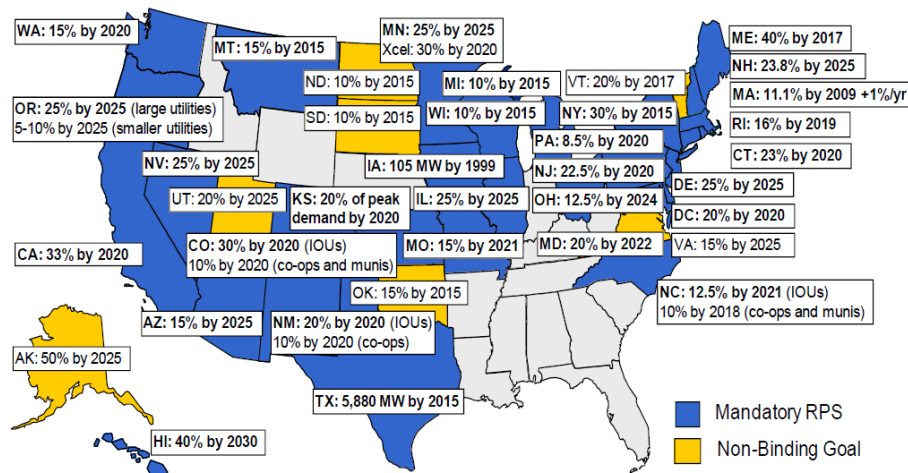 WA: 15% by 2020
MT: 15% by 2015
MN: 25% by 2025
Xcel: 30% by 2020
ME: 40% by 2017
NH: 23.8% by 2025
ND: 10% by 2015
MI: 10% by 2015
VT: 20% by 2017
MA: 11.1% by 2009 +1%/yr
OR: 25% by 2025 (large utilities)
5-10% by 2025 (smaller utilities)
SD: 10% by 2015
WI: 10% by 2015
NY: 30% by 2015
RI: 16% by 2019
PA: 8.5% by 2020
CT: 23% by 2020
NV: 25% by 2025
IA: 105 MW by 1999
NJ: 22.5% by 2020
DE: 25% by 2025
UT: 20% by 2025
KS: 20% of peak
demand by 2020
IL: 25% by 2025
OH: 12.5% by 2024
DC: 20% by 2020
CA: 33% by 2020
CO: 30% by 2020 (IOUs)
10% by 2020 (co-ops and munis)
MO: 15% by 2021
MD: 20% by 2022
VA: 15% by 2025
OK: 15% by 2015
NC: 12.5% by 2021 (IOUs)
10% by 2018 (co-ops and munis)
AZ: 15% by 2025
NM: 20% by 2020 (IOUs)
10% by 2020 (co-ops)
AK: 50% by 2025
TX: 5,880 MW by 2015
HI: 40% by 2030
Mandatory RPS
Non-Binding Goal